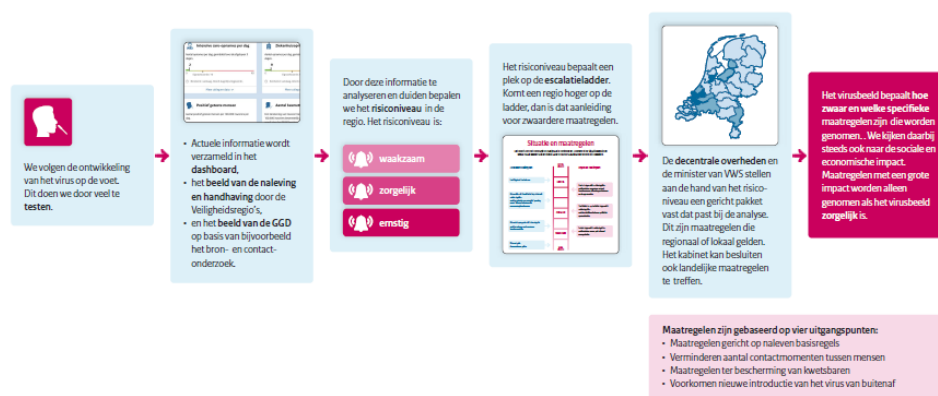 We volgen de ontwikkeling
van het virus op de voet.
Dit doen we door veel te
testen.
Intensive care-opnames per dag
Positief geteste mensen
• Actuele informatie wordt
verzameld in het
dashboard,
• het beeld van de naleving
en handhaving door de
Veiligheidsregio's,
• en het beeld van de GGD
op basis van bijvoorbeeld
het bron- en contact-
onderzoek.
Door deze informatie te
analyseren en duiden bepalen
we het risiconiveau in de
regio. Het risiconiveau is:
waakzaam
zorgelijk
ernstig
Het risiconiveau bepaalt een
plek op de escalatieladder.
Komt een regio hoger op de
ladder, dan is dat aanleiding
voor zwaardere maatregelen.
Situatie en maatregelen
De decentrale overheden en
de minister van VWS stellen
aan de hand van het risico-
niveau een gericht pakket
vast dat past bij de analyse.
Dit zijn maatregelen die
regionaal of lokaal gelden.
Het kabinet kan besluiten
ook landelijke maatregelen
te treffen.
Het virusbeeld bepaalt hoe
zwaar en welke specifieke
maatregelen zijn die worden
genomen. . We kijken daarbij
steeds ook naar de sociale en
economische impact.
Maatregelen met een grote
impact worden alleen
genomen als het virusbeeld
zorgelijk is.
Maatregelen zijn gebaseerd op vier uitgangspunten:
• Maatregelen gericht op naleven basisregels
• Verminderen aantal contactmomenten tussen mensen
• Maatregelen ter bescherming van kwetsbaren
• Voorkomen nieuwe introductie van het virus van buitenaf